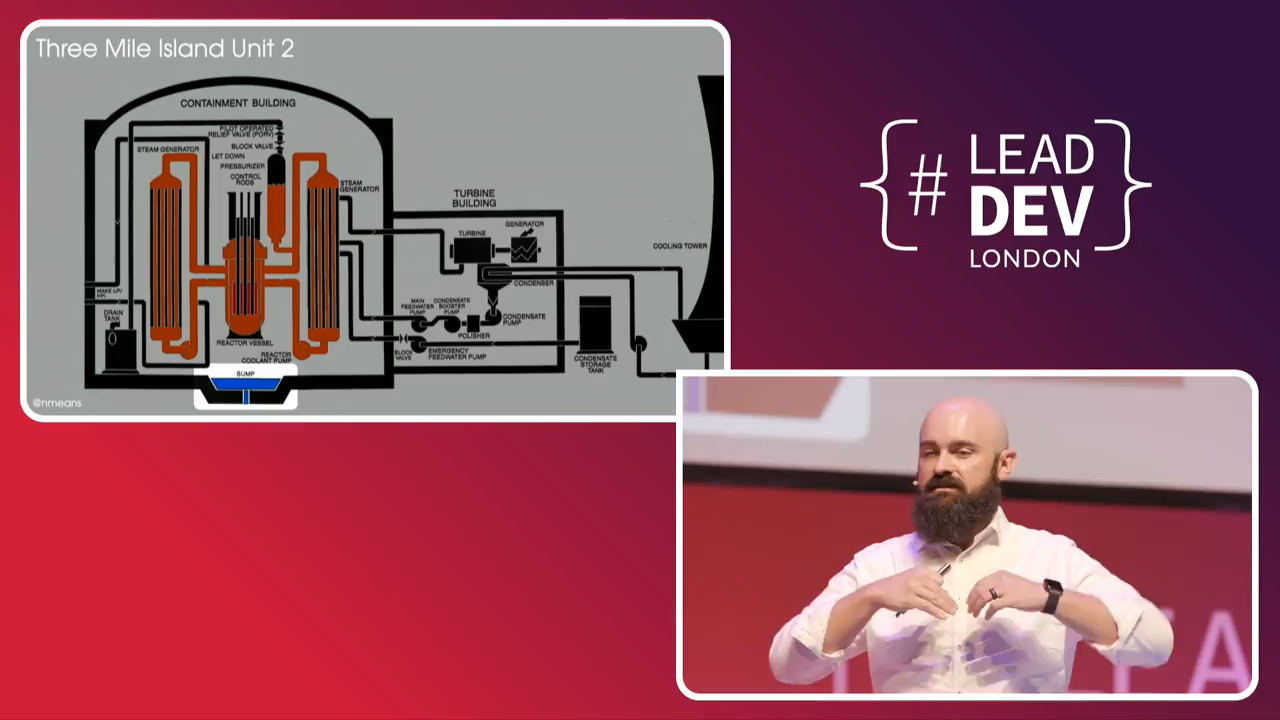 Three Mile Island Unit 2
CONTAINMENT BUILDING
PILOT OPERATED
RELIEF VALVE (PORV)
BLOCK VALVE
STEAM GENERATOR
LET DOWN
PRESSURIZER
CONTROL
RODS
STEAM
GENERATOR
TURBINE
BUILDING
GENERATOR
TURBINE
COOLING TOWER
CONDENSER
MAKE UP/
HPI
DRAIN
TANK
MAIN
FEEDWATER
PUMP
CONDENSATE
BOOSTER
PUMP
CONDENSATE
PUMP
POLISHER
REACTOR VESSEL
REACTOR
COOLANT PUMP
BLOCK
VALVE
EMERGENCY
FEEDWATER PUMP
CONDENSATE
STORAGE
TANK
SUMP
@nmeans
{# LEAD
DEV }
LONDON